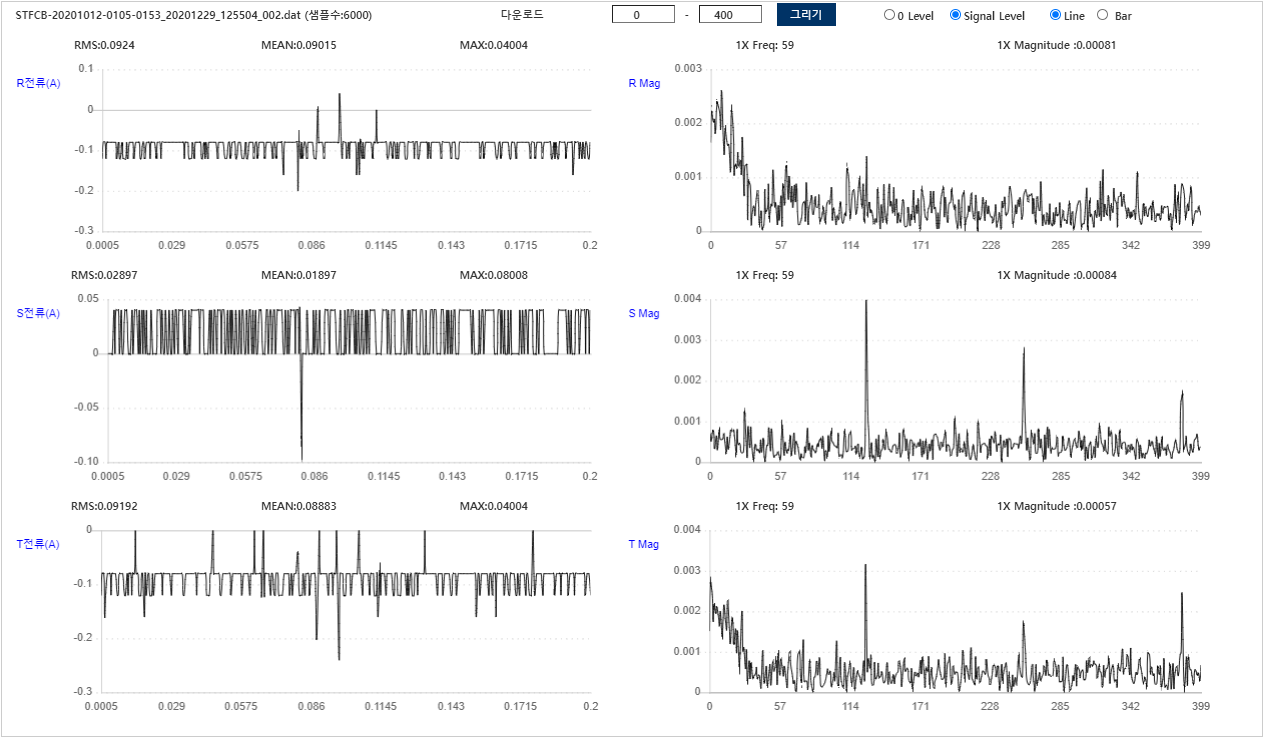 STFCB-20201012-0105-0153_20201229_125504_002.dat (샘플수:6000) 다운로드 0 - 400 그리기 0 Level Signal Level Line Bar
RMS:0.0924 MEAN:0.09015 MAX:0.04004 1X Freq: 59 1X Magnitude :0.00081
R전류(A)
0.1
0
-0.1
-0.2
-0.3
0.0005 0.029 0.0575 0.086 0.1145 0.143 0.1715 0.2
R Mag
0.003
0.002
0.001
0
0 57 114 171 228 285 342 399
RMS:0.02897 MEAN:0.01897 MAX:0.08008 1X Freq: 59 1X Magnitude :0.00084
S전류(A)
0.05
0
-0.05
-0.10
0.0005 0.029 0.0575 0.086 0.1145 0.143 0.1715 0.2
S Mag
0.004
0.003
0.002
0.001
0
0 57 114 171 228 285 342 399
RMS:0.09192 MEAN:0.08883 MAX:0.04004 1X Freq: 59 1X Magnitude :0.00057
T전류(A)
0
-0.1
-0.2
-0.3
0.0005 0.029 0.0575 0.086 0.1145 0.143 0.1715 0.2
T Mag
0.004
0.003
0.002
0.001
0
0 57 114 171 228 285 342 399